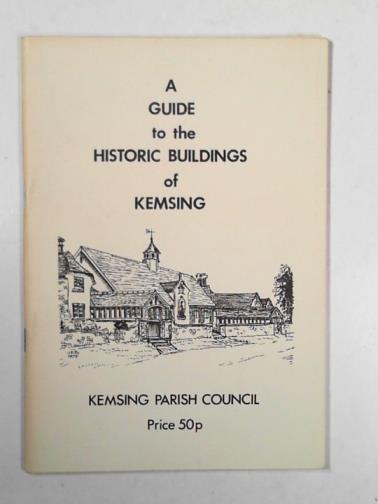 A
GUIDE
to the
HISTORIC BUILDINGS
of
KEMSING
KEMSING PARISH COUNCIL
Price 50p